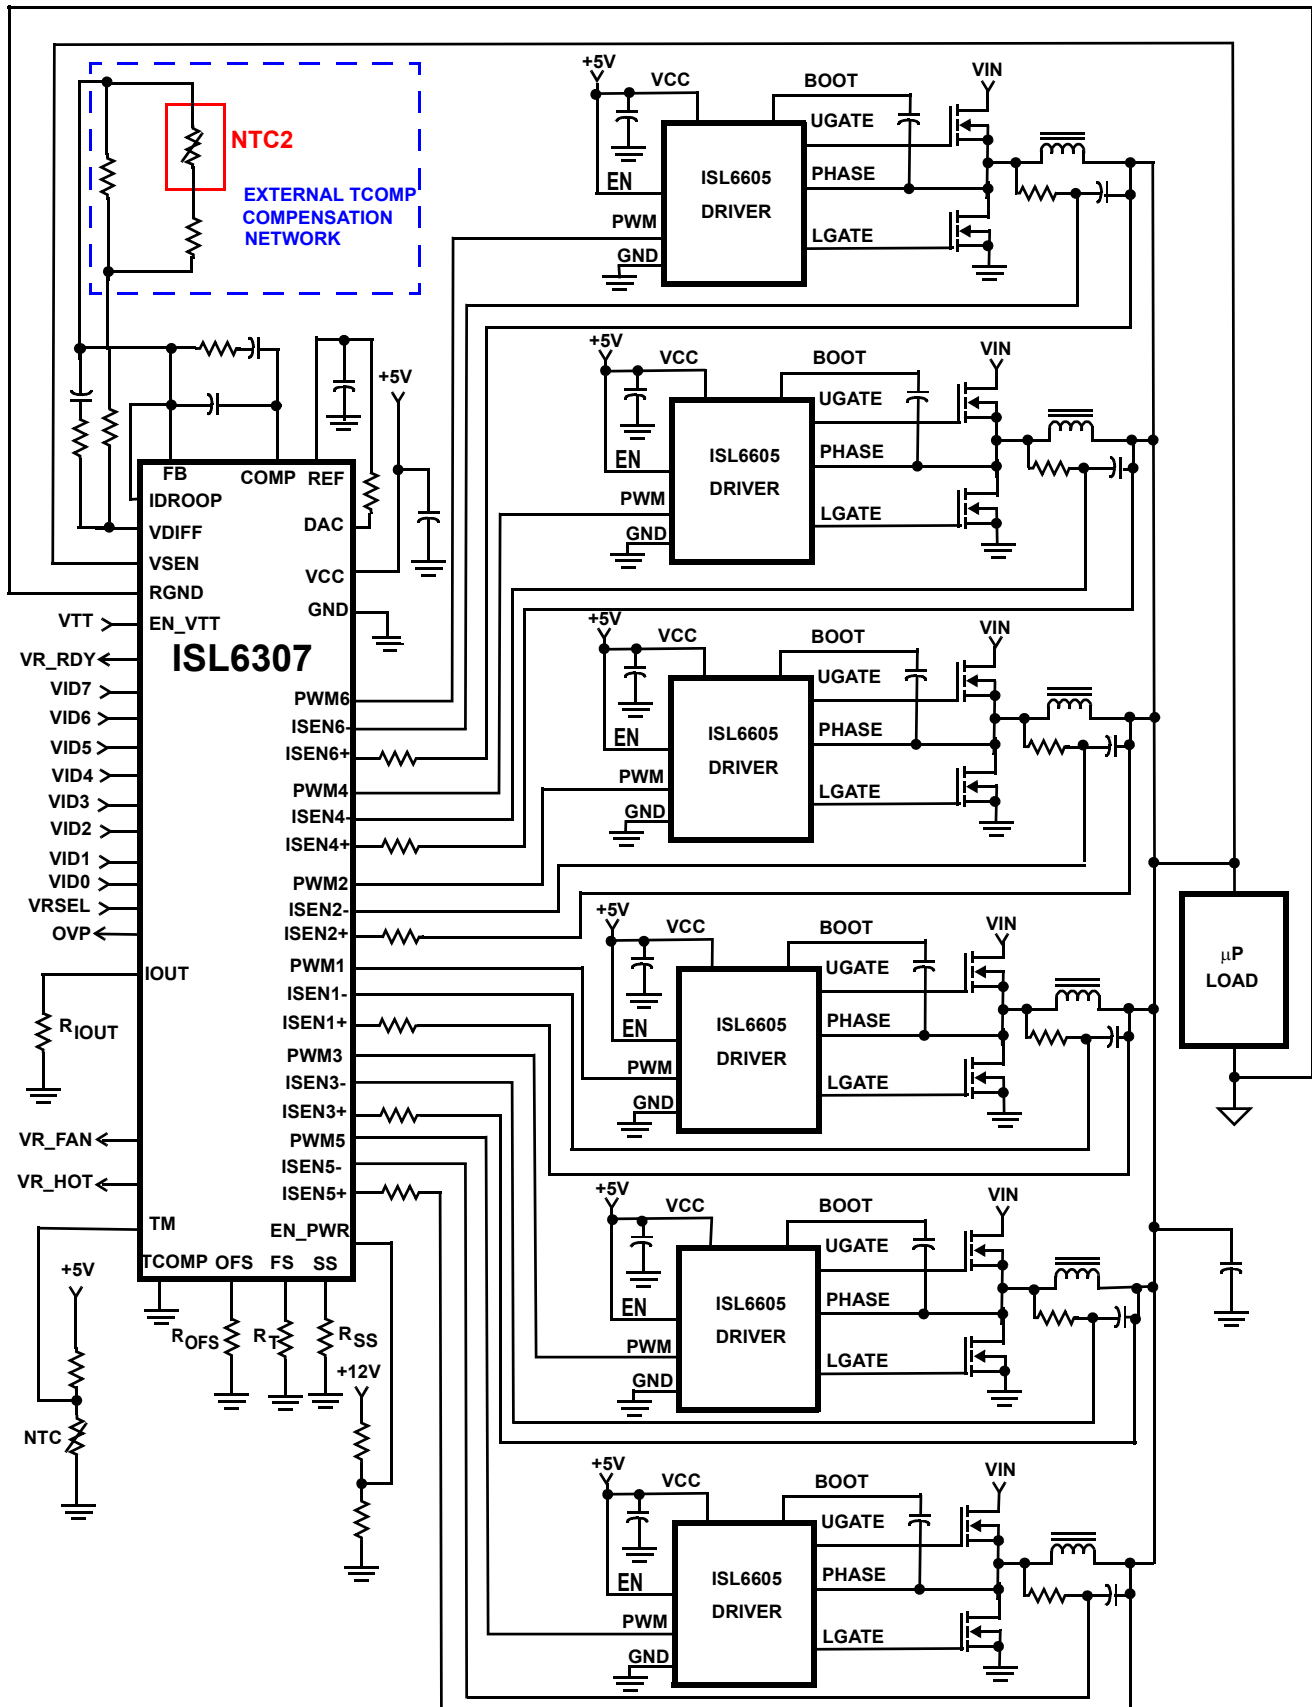 NTC2
EXTERNAL TCOMP
COMPENSATION
NETWORK
+5V
VCC
BOOT
VIN
UGATE
ISL6605
DRIVER
EN
PHASE
PWM
LGATE
GND
+5V
VCC
BOOT
VIN
UGATE
ISL6605
DRIVER
EN
PHASE
PWM
LGATE
GND
+5V
VCC
BOOT
VIN
UGATE
ISL6605
DRIVER
EN
PHASE
PWM
LGATE
GND
+5V
VCC
BOOT
VIN
UGATE
ISL6605
DRIVER
EN
PHASE
PWM
LGATE
GND
+5V
VCC
BOOT
VIN
UGATE
ISL6605
DRIVER
EN
PHASE
PWM
LGATE
GND
+5V
VCC
BOOT
VIN
UGATE
ISL6605
DRIVER
EN
PHASE
PWM
LGATE
GND
+5V
FB
COMP
REF
IDROOP
DAC
VDIFF
VSEN
VCC
RGND
GND
VTT
EN_VTT
ISL6307
VR_RDY
VID7
VID6
VID5
VID4
VID3
VID2
VID1
VID0
VRSEL
OVP
IOUT
RIOUT
VR_FAN
VR_HOT
TM
PWM6
ISEN6-
ISEN6+
PWM4
ISEN4-
ISEN4+
PWM2
ISEN2-
ISEN2+
PWM1
ISEN1-
ISEN1+
PWM3
ISEN3-
ISEN3+
PWM5
ISEN5-
ISEN5+
EN_PWR
TCOMP
OFS
FS
SS
+5V
ROFS
RT
RSS
+12V
NTC
µP
LOAD